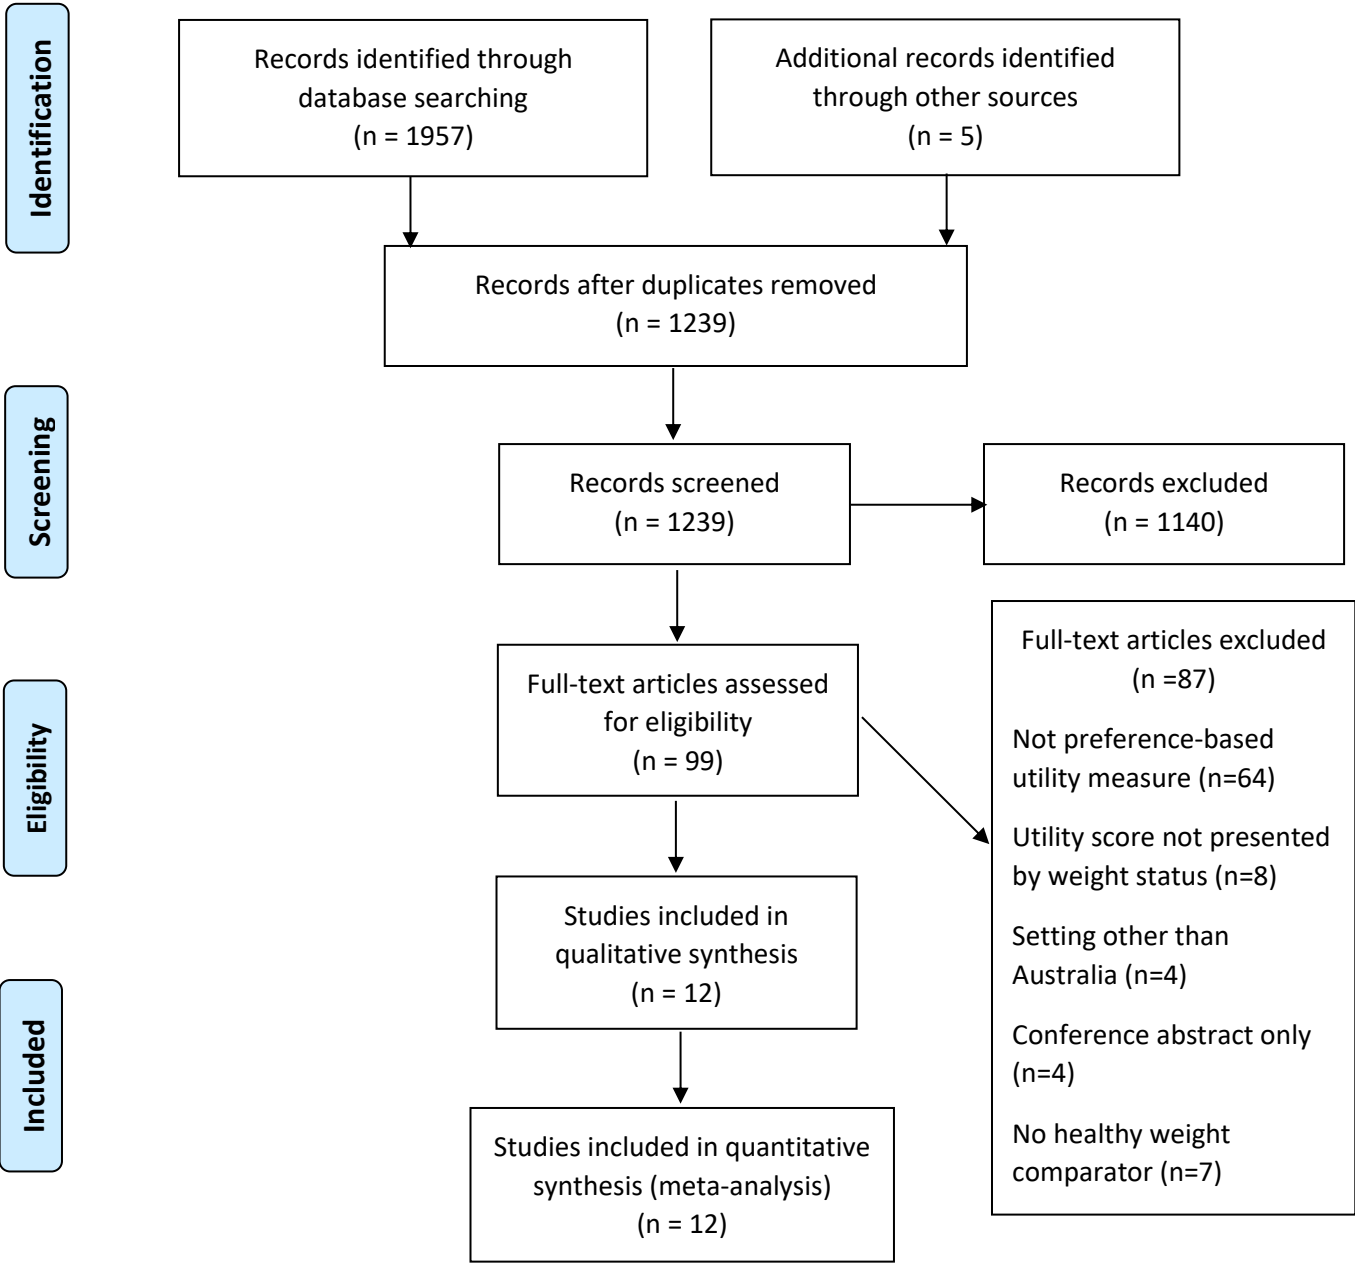 Identification
Records identified through
database searching
(n = 1957)
Additional records identified
through other sources
(n = 5)
Records after duplicates removed
(n = 1239)
Screening
Records screened
(n = 1239)
Records excluded
(n = 1140)
Eligibility
Full-text articles assessed
for eligibility
(n = 99)
Full-text articles excluded
(n =87)
Not preference-based
utility measure (n=64)
Utility score not presented
by weight status (n=8)
Setting other than
Australia (n=4)
Conference abstract only
(n=4)
No healthy weight
comparator (n=7)
Studies included in
qualitative synthesis
(n = 12)
Included
Studies included in quantitative
synthesis (meta-analysis)
(n = 12)